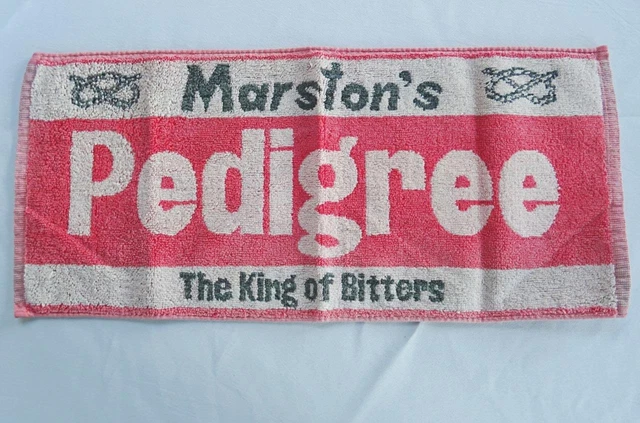 Marston's
Pedigree
The King of Bitters